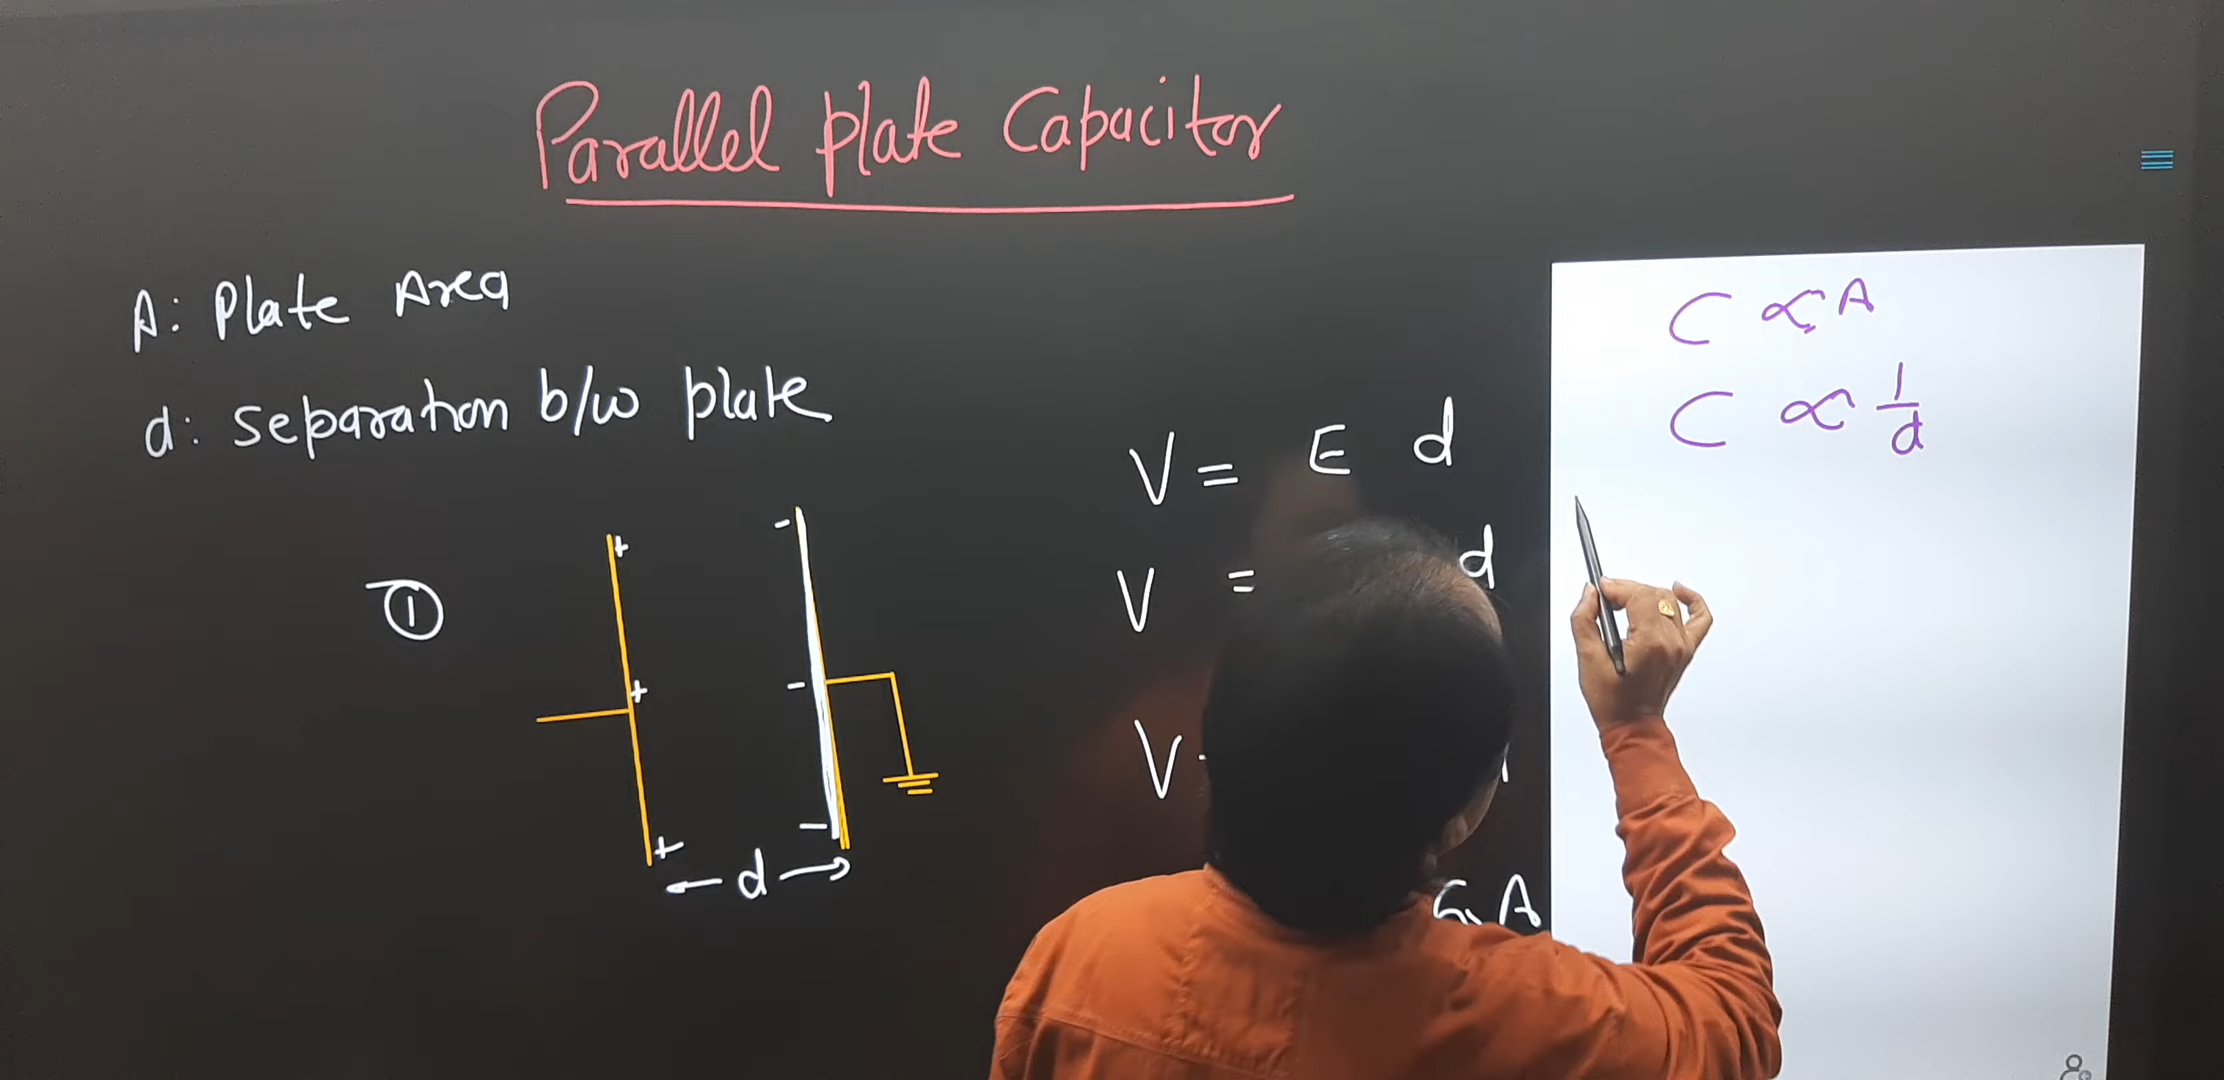 Parallel plate Capacitor
A: Plate Area
d: separation b/w plate
①
+ -
+ -
+ -
← d →
V = E d
V = d
V
A
C ∝ A
C ∝ 1/d